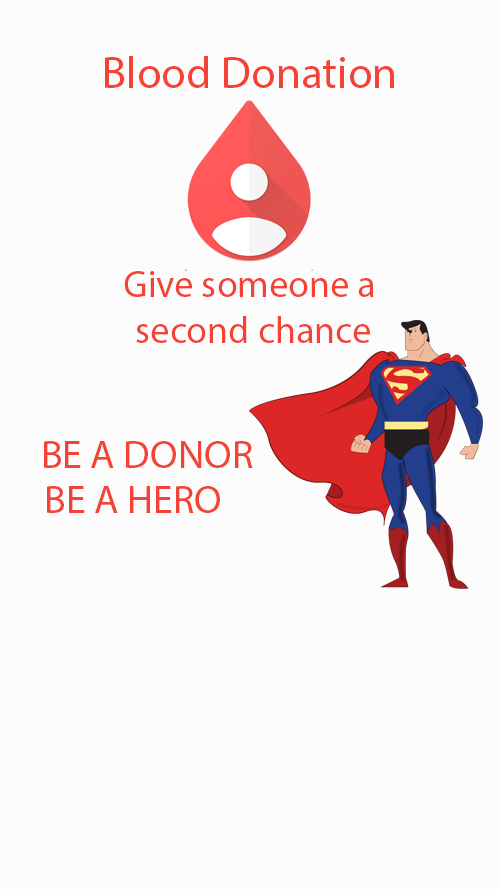 Blood Donation
Give someone a
second chance
S
BE A DONOR
BE A HERO